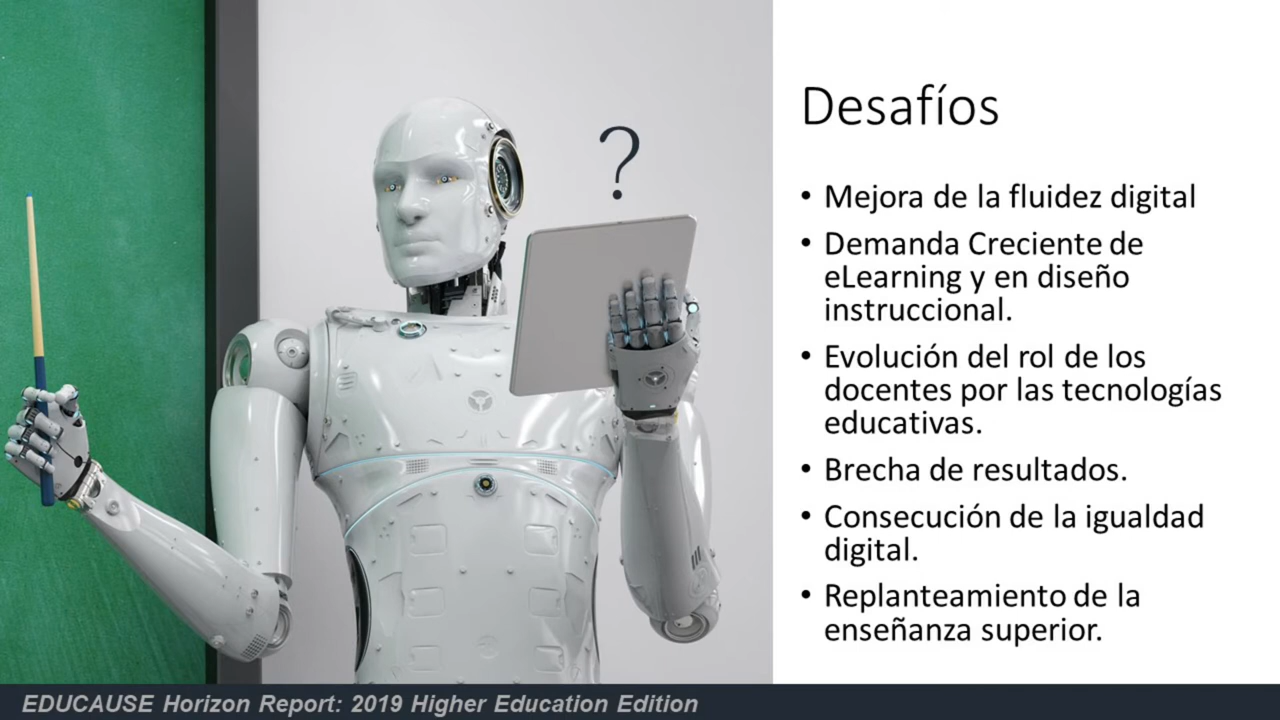 ?
Desafíos
• Mejora de la fluidez digital
• Demanda Creciente de
eLearning y en diseño
instruccional.
• Evolución del rol de los
docentes por las tecnologías
educativas.
• Brecha de resultados.
• Consecución de la igualdad
digital.
• Replanteamiento de la
enseñanza superior.
EDUCAUSE Horizon Report: 2019 Higher Education Edition